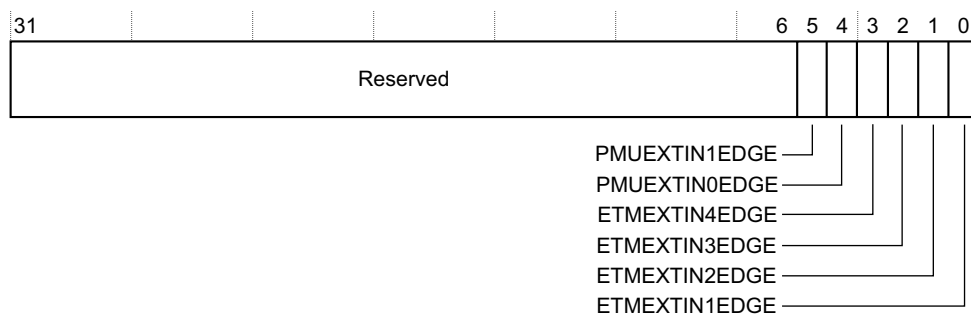 31 6 5 4 3 2 1 0
Reserved
PMUEXTIN1EDGE
PMUEXTIN0EDGE
ETMEXTIN4EDGE
ETMEXTIN3EDGE
ETMEXTIN2EDGE
ETMEXTIN1EDGE